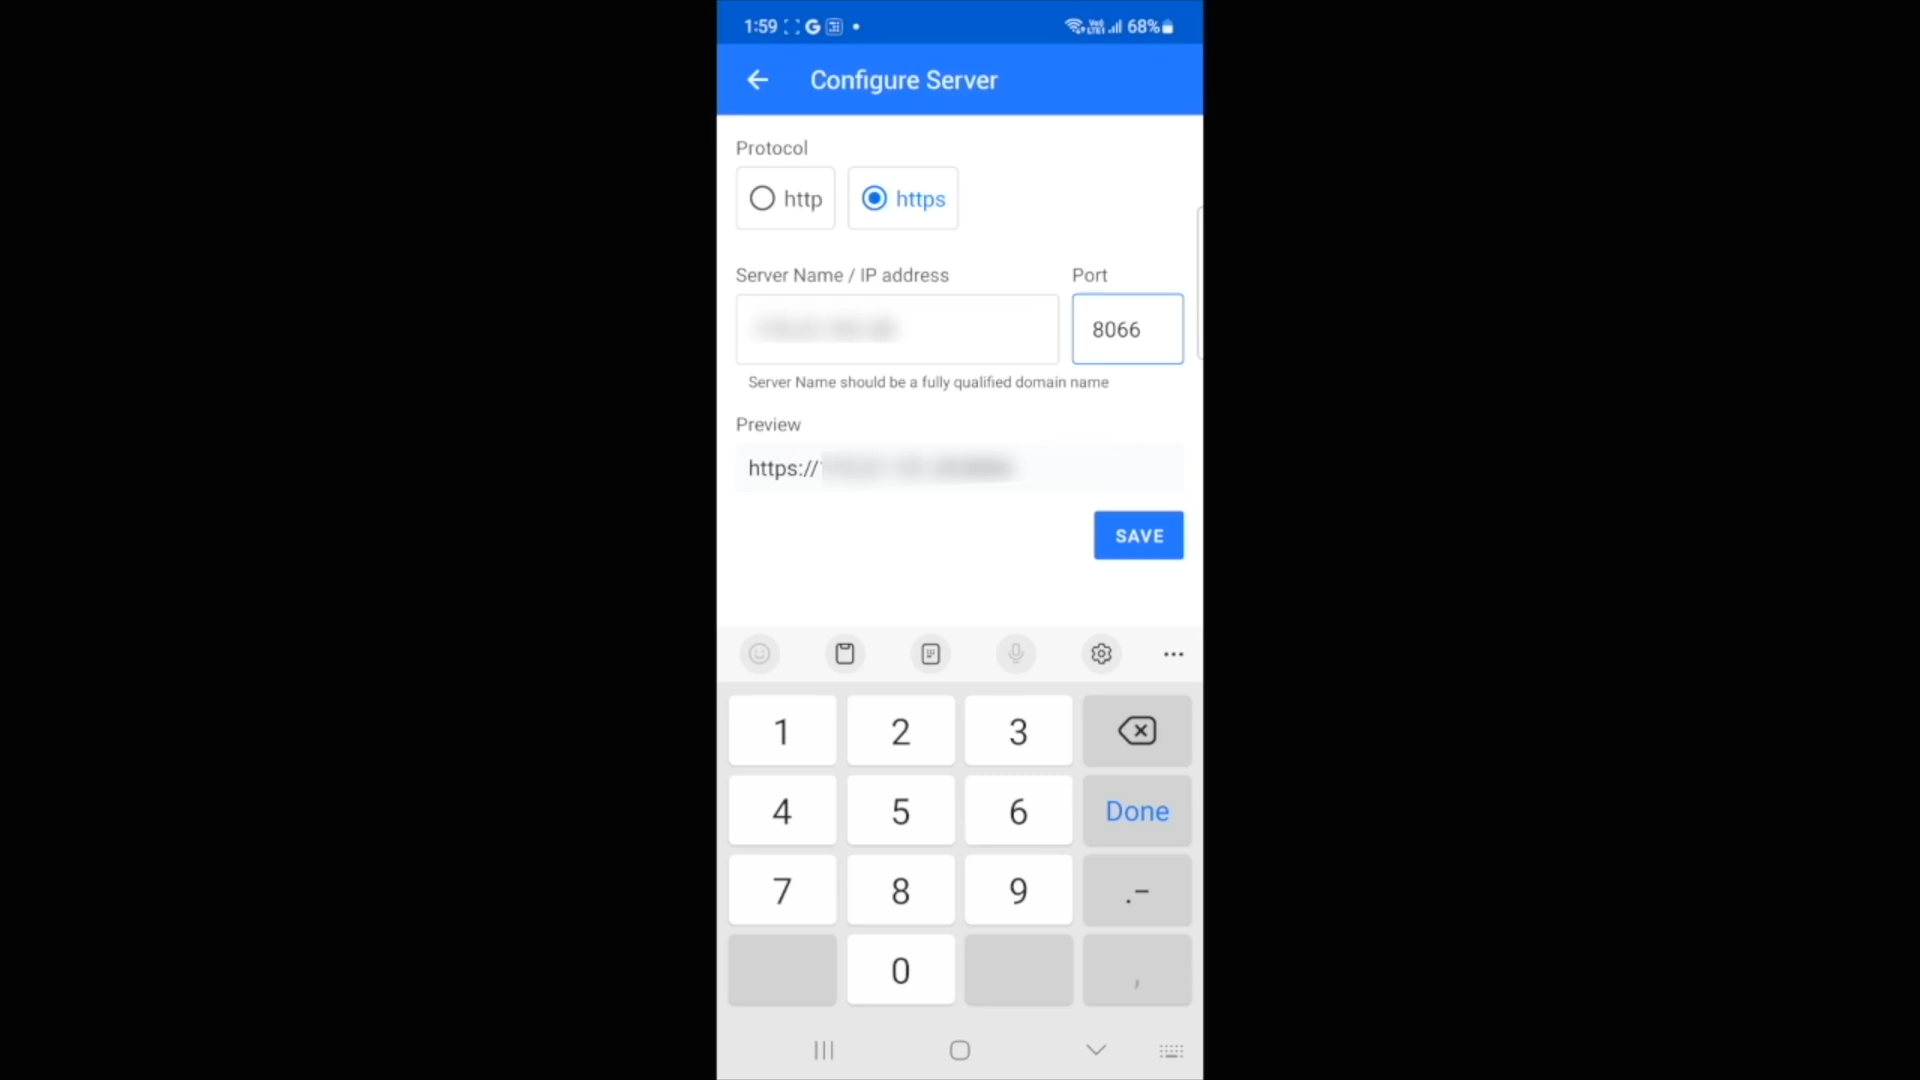 1:59 G 68%
Configure Server
Protocol
http https
Server Name / IP address Port
8066
Server Name should be a fully qualified domain name
Preview
https://
SAVE
1 2 3
4 5 6 Done
7 8 9 .-
0 ,